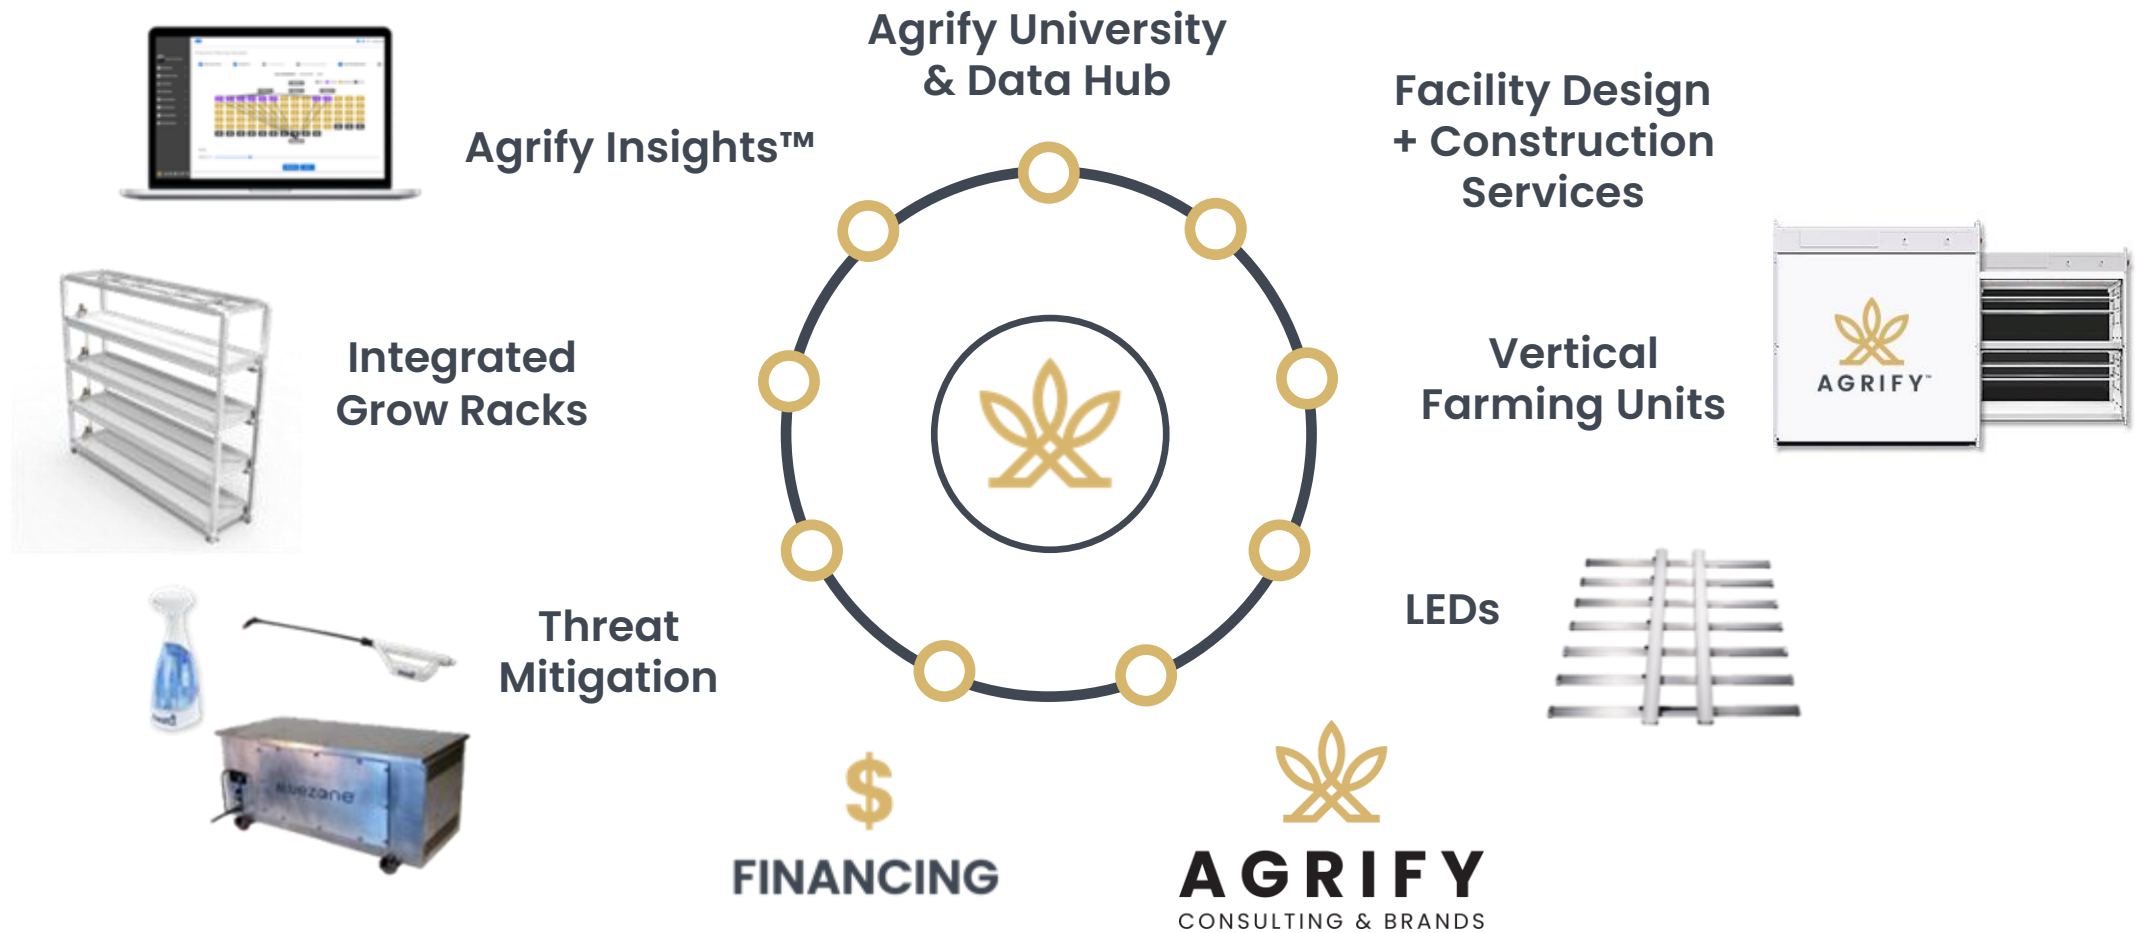 Agrify University
& Data Hub
Facility Design
+ Construction
Services
Agrify Insights™
Vertical
Farming Units
AGRIFY™
Integrated
Grow Racks
LEDs
Threat
Mitigation
$
FINANCING
AGRIFY
CONSULTING & BRANDS